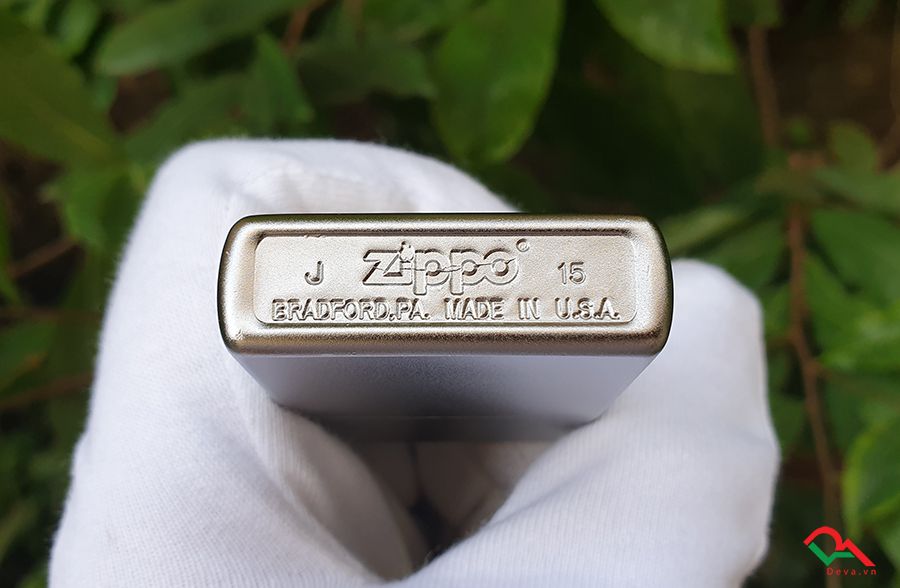 J zippo® 15
BRADFORD,PA. MADE IN U.S.A.
Deva.vn